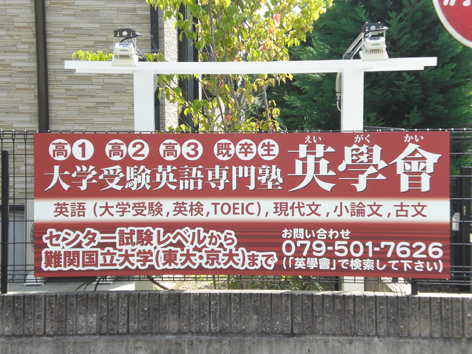 高1 高2 高3 既卒生
大学受験英語専門塾
えい がく かい
英學會
英語(大学受験,英検,TOEIC),現代文,小論文,古文
センター試験レベルから
難関国立大学(東大・京大)まで
お問い合わせ
079-501-7626
(「英學會」で検索して下さい)